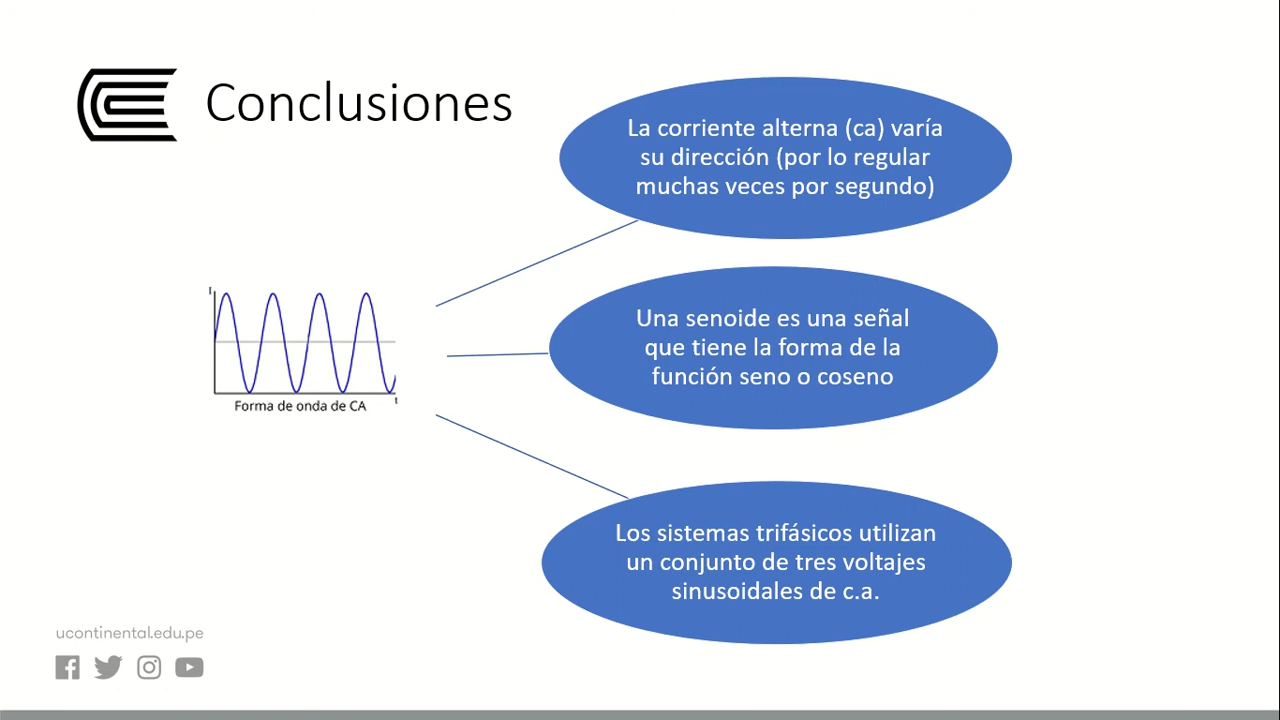 Conclusiones
La corriente alterna (ca) varía
su dirección (por lo regular
muchas veces por segundo)
I
t
Forma de onda de CA
Una senoide es una señal
que tiene la forma de la
función seno o coseno
Los sistemas trifásicos utilizan
un conjunto de tres voltajes
sinusoidales de c.a.
ucontinental.edu.pe